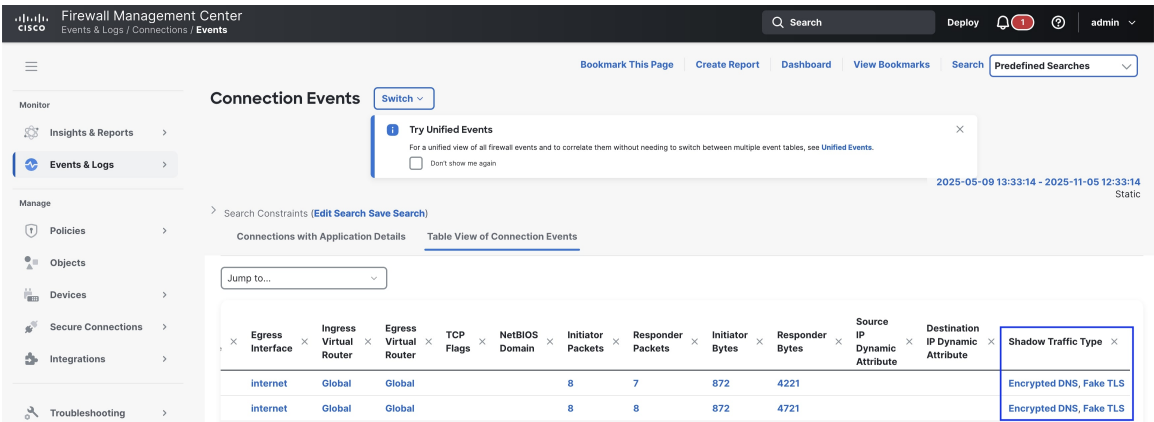 Firewall Management Center
CISCO
Events & Logs / Connections / Events
Search
Deploy
1
admin
Bookmark This Page
Create Report
Dashboard
View Bookmarks
Search
Predefined Searches
Monitor
Insights & Reports
Events & Logs
Manage
Policies
Objects
Devices
Secure Connections
Integrations
Troubleshooting
Connection Events
Switch
Try Unified Events
For a unified view of all firewall events and to correlate them without needing to switch between multiple event tables, see Unified Events.
Don't show me again
2025-05-09 13:33:14 - 2025-11-05 12:33:14
Static
Search Constraints (Edit Search Save Search)
Connections with Application Details
Table View of Connection Events
Jump to...
Egress Interface
Ingress Virtual Router
Egress Virtual Router
TCP Flags
NetBIOS Domain
Initiator Packets
Responder Packets
Initiator Bytes
Responder Bytes
Source IP Dynamic Attribute
Destination IP Dynamic Attribute
Shadow Traffic Type
internet Global Global 8 7 872 4221 Encrypted DNS, Fake TLS
internet Global Global 8 8 872 4721 Encrypted DNS, Fake TLS